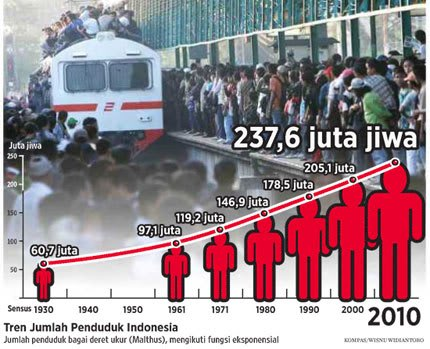 237,6 juta jiwa
Juta jiwa
250
200
150
100
50
60,7 juta
97,1 juta
119,2 juta
146,9 juta
178,5 juta
205,1 juta
Sensus 1930 1940 1950 1961 1971 1980 1990 2000 2010
Tren Jumlah Penduduk Indonesia
Jumlah penduduk bagai deret ukur (Malthus), mengikuti fungsi eksponensial
KOMPAS/WISNU WIDIANTORO